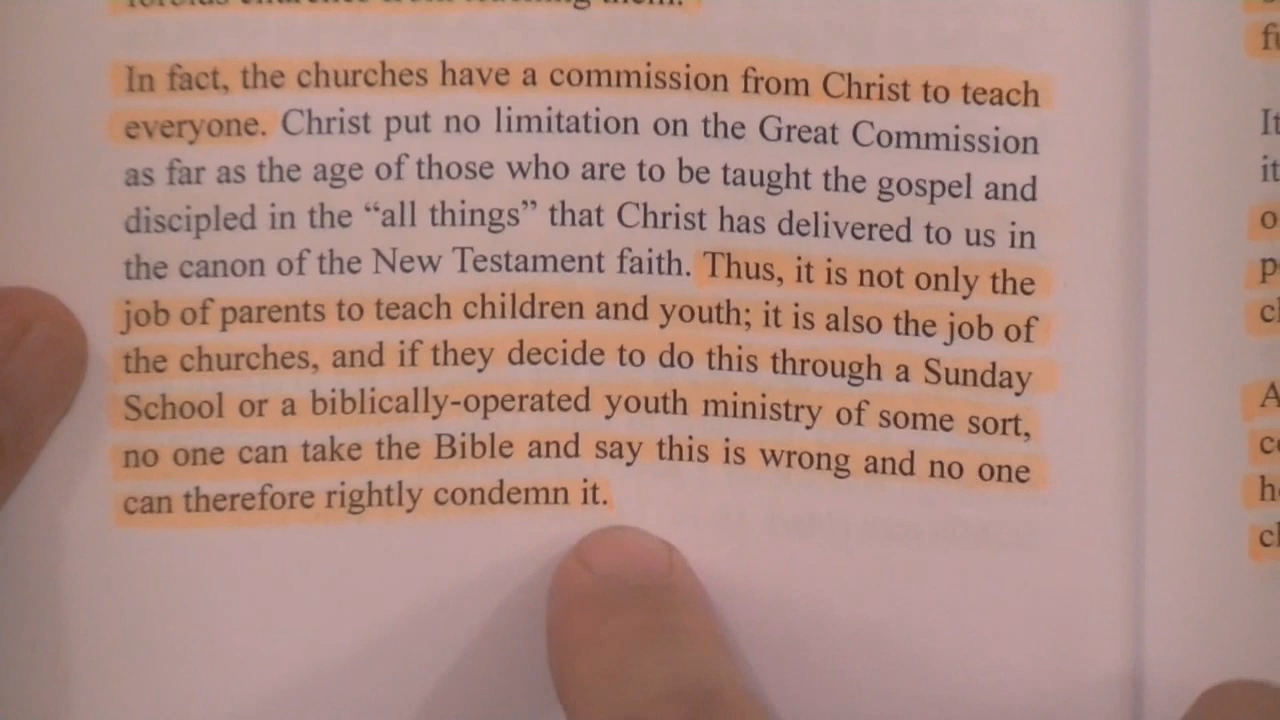 In fact, the churches have a commission from Christ to teach
everyone. Christ put no limitation on the Great Commission
as far as the age of those who are to be taught the gospel and
discipled in the “all things” that Christ has delivered to us in
the canon of the New Testament faith. Thus, it is not only the
job of parents to teach children and youth; it is also the job of
the churches, and if they decide to do this through a Sunday
School or a biblically-operated youth ministry of some sort,
no one can take the Bible and say this is wrong and no one
can therefore rightly condemn it.